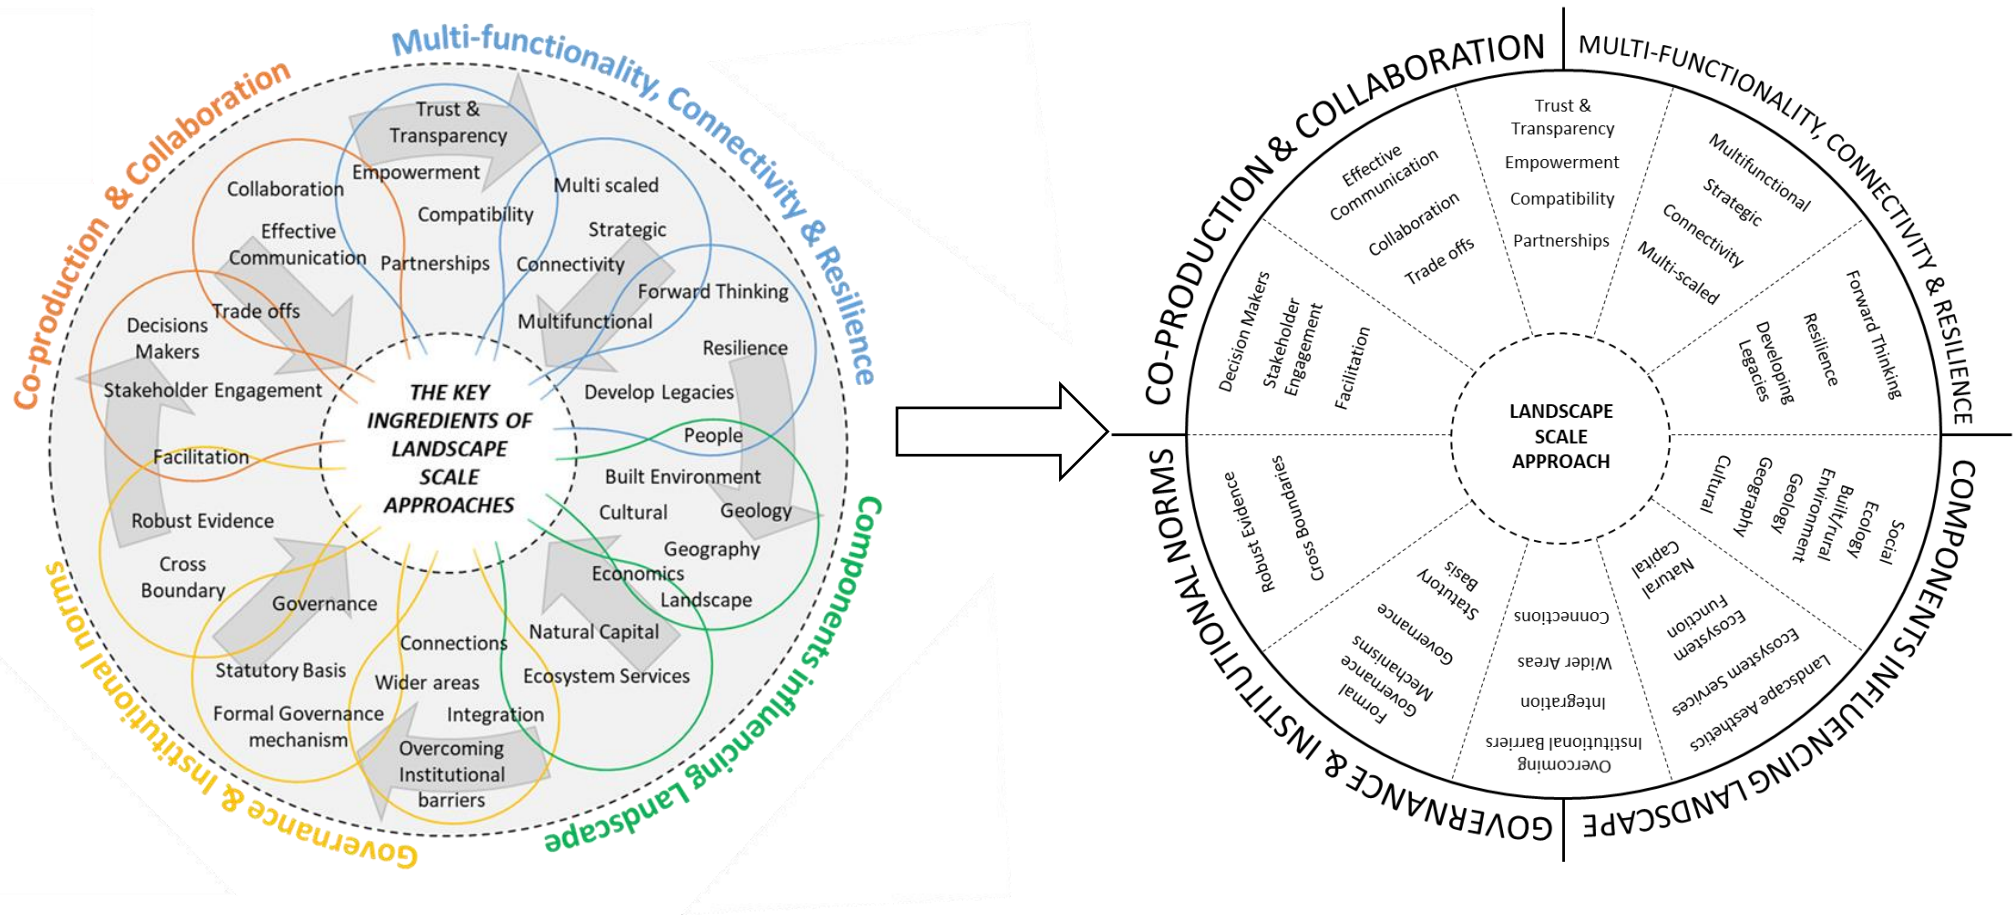 Multi-functionality, Connectivity & Resilience
Co-production & Collaboration
Trust &
Transparency
Empowerment
Compatibility
Partnerships
Collaboration
Effective
Communication
Trade offs
Multi scaled
Strategic
Connectivity
Multifunctional
Forward Thinking
Resilience
Develop Legacies
Decisions
Makers
Stakeholder Engagement
Facilitation
THE KEY
INGREDIENTS OF
LANDSCAPE
SCALE
APPROACHES
People
Built Environment
Cultural
Geology
Geography
Economics
Landscape
Natural Capital
Ecosystem Services
Robust Evidence
Cross
Boundary
Governance
Statutory Basis
Formal Governance
mechanism
Connections
Wider areas
Integration
Overcoming
Institutional
barriers
Governance & Institutional norms
Components influencing Landscape
CO-PRODUCTION & COLLABORATION
MULTI-FUNCTIONALITY, CONNECTIVITY & RESILIENCE
Decision Makers
Stakeholder
Engagement
Facilitation
Effective
Communication
Collaboration
Trade offs
Trust &
Transparency
Empowerment
Compatibility
Partnerships
Multifunctional
Strategic
Connectivity
Multi-scaled
Forward Thinking
Resilience
Developing
Legacies
LANDSCAPE
SCALE
APPROACH
Social
Ecology
Built/rural
Environment
Geology
Geography
Cultural
Natural
Capital
Ecosystem
Function
Ecosystem Services
Landscape Aesthetics
Connections
Wider Areas
Integration
Overcoming
Institutional Barriers
Statutory
Basis
Governance
Formal
Governance
Mechanisms
Robust Evidence
Cross Boundaries
GOVERNANCE & INSTITUTIONAL NORMS
COMPONENTS INFLUENCING LANDSCAPE